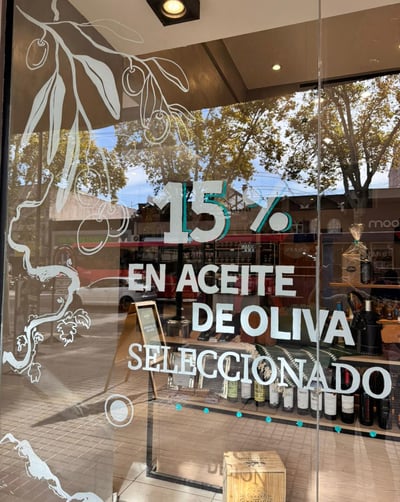 15%
EN ACEITE
DE OLIVA
SELECCIONADO